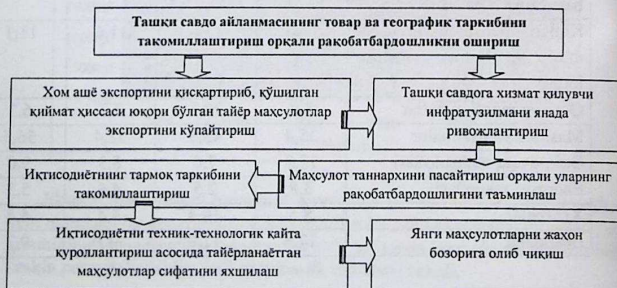 Ташқи савдо айланмасининг товар ва географик таркибини
такомиллаштириш орқали рақобатбардошликни ошириш
Хом ашё экспортини қисқартириб, қўшилган
қиймат ҳиссаси юқори бўлган тайёр маҳсулотлар
экспортини кўпайтириш
Ташқи савдога хизмат қилувчи
инфратузилмани янада
ривожлантириш
Иқтисодиётнинг тармоқ таркибини
такомиллаштириш
Маҳсулот таннархини пасайтириш орқали уларнинг
рақобатбардошлигини таъминлаш
Иқтисодиётни техник-технологик қайта
қуроллантириш асосида тайёрланаётган
маҳсулотлар сифатини яхшилаш
Янги маҳсулотларни жаҳон
бозорига олиб чиқиш